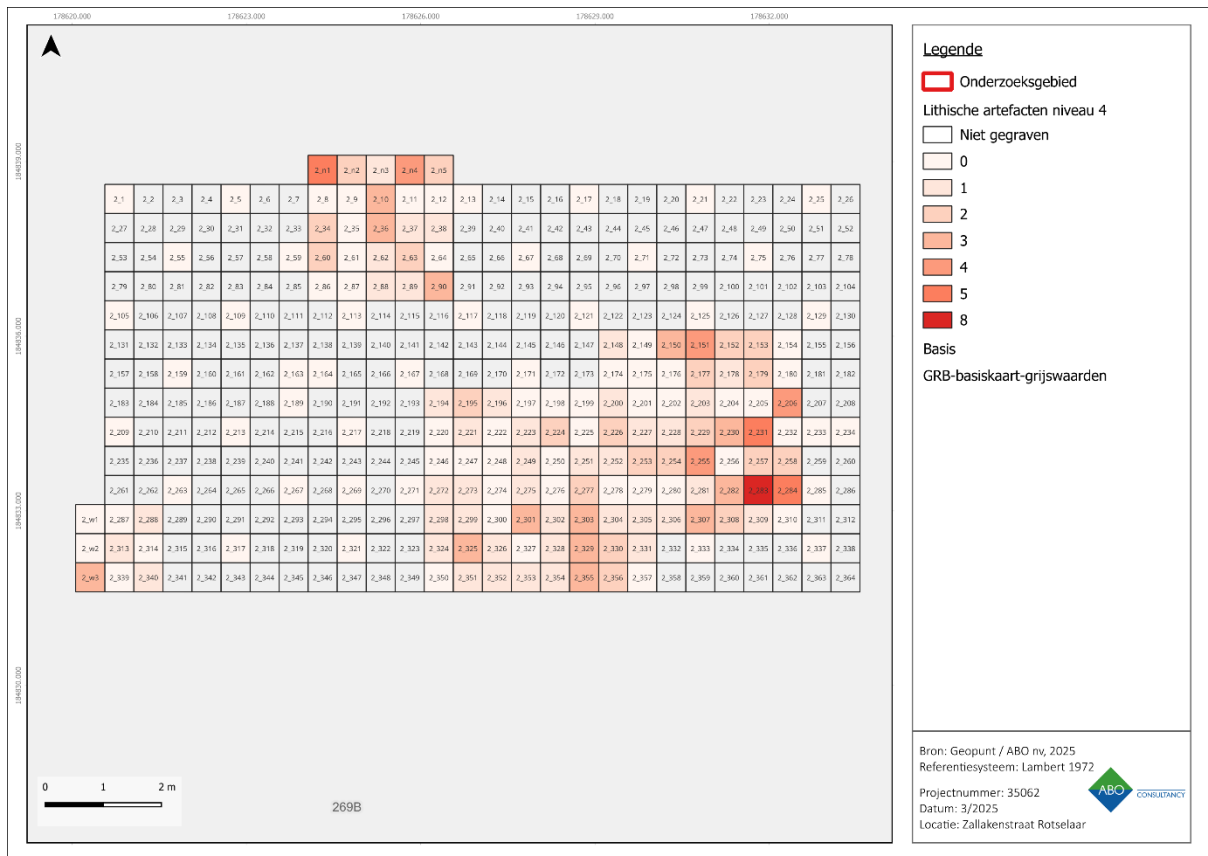 178620.000 178623.000 178626.000 178629.000 178632.000
184839.000
184836.000
184833.000
184830.000
2_n1 2_n2 2_n3 2_n4 2_n5
2_1 2_2 2_3 2_4 2_5 2_6 2_7 2_8 2_9 2_10 2_11 2_12 2_13 2_14 2_15 2_16 2_17 2_18 2_19 2_20 2_21 2_22 2_23 2_24 2_25 2_26
2_27 2_28 2_29 2_30 2_31 2_32 2_33 2_34 2_35 2_36 2_37 2_38 2_39 2_40 2_41 2_42 2_43 2_44 2_45 2_46 2_47 2_48 2_49 2_50 2_51 2_52
2_53 2_54 2_55 2_56 2_57 2_58 2_59 2_60 2_61 2_62 2_63 2_64 2_65 2_66 2_67 2_68 2_69 2_70 2_71 2_72 2_73 2_74 2_75 2_76 2_77 2_78
2_79 2_80 2_81 2_82 2_83 2_84 2_85 2_86 2_87 2_88 2_89 2_90 2_91 2_92 2_93 2_94 2_95 2_96 2_97 2_98 2_99 2_100 2_101 2_102 2_103 2_104
2_105 2_106 2_107 2_108 2_109 2_110 2_111 2_112 2_113 2_114 2_115 2_116 2_117 2_118 2_119 2_120 2_121 2_122 2_123 2_124 2_125 2_126 2_127 2_128 2_129 2_130
2_131 2_132 2_133 2_134 2_135 2_136 2_137 2_138 2_139 2_140 2_141 2_142 2_143 2_144 2_145 2_146 2_147 2_148 2_149 2_150 2_151 2_152 2_153 2_154 2_155 2_156
2_157 2_158 2_159 2_160 2_161 2_162 2_163 2_164 2_165 2_166 2_167 2_168 2_169 2_170 2_171 2_172 2_173 2_174 2_175 2_176 2_177 2_178 2_179 2_180 2_181 2_182
2_183 2_184 2_185 2_186 2_187 2_188 2_189 2_190 2_191 2_192 2_193 2_194 2_195 2_196 2_197 2_198 2_199 2_200 2_201 2_202 2_203 2_204 2_205 2_206 2_207 2_208
2_209 2_210 2_211 2_212 2_213 2_214 2_215 2_216 2_217 2_218 2_219 2_220 2_221 2_222 2_223 2_224 2_225 2_226 2_227 2_228 2_229 2_230 2_231 2_232 2_233 2_234
2_235 2_236 2_237 2_238 2_239 2_240 2_241 2_242 2_243 2_244 2_245 2_246 2_247 2_248 2_249 2_250 2_251 2_252 2_253 2_254 2_255 2_256 2_257 2_258 2_259 2_260
2_261 2_262 2_263 2_264 2_265 2_266 2_267 2_268 2_269 2_270 2_271 2_272 2_273 2_274 2_275 2_276 2_277 2_278 2_279 2_280 2_281 2_282 2_283 2_284 2_285 2_286
2_w1 2_287 2_288 2_289 2_290 2_291 2_292 2_293 2_294 2_295 2_296 2_297 2_298 2_299 2_300 2_301 2_302 2_303 2_304 2_305 2_306 2_307 2_308 2_309 2_310 2_311 2_312
2_w2 2_313 2_314 2_315 2_316 2_317 2_318 2_319 2_320 2_321 2_322 2_323 2_324 2_325 2_326 2_327 2_328 2_329 2_330 2_331 2_332 2_333 2_334 2_335 2_336 2_337 2_338
2_w3 2_339 2_340 2_341 2_342 2_343 2_344 2_345 2_346 2_347 2_348 2_349 2_350 2_351 2_352 2_353 2_354 2_355 2_356 2_357 2_358 2_359 2_360 2_361 2_362 2_363 2_364
0 1 2 m
269B
Legende
Onderzoeksgebied
Lithische artefacten niveau 4
Niet gegraven
0
1
2
3
4
5
8
Basis
GRB-basiskaart-grijswaarden
Bron: Geopunt / ABO nv, 2025
Referentiesysteem: Lambert 1972
Projectnummer: 35062
Datum: 3/2025
Locatie: Zallakenstraat Rotselaar
ABO CONSULTANCY